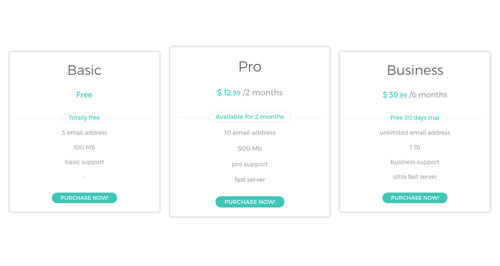 Basic
Free
Totally free
5 email address
100 Mb
basic support
-
PURCHASE NOW!
Pro
$ 12,99 /2 months
Available for 2 months
10 email address
500 Mb
pro support
fast server
PURCHASE NOW!
Business
$ 39,99 /6 months
Free 30 days trial
unlimited email address
1 Tb
business support
ultra fast server
PURCHASE NOW!